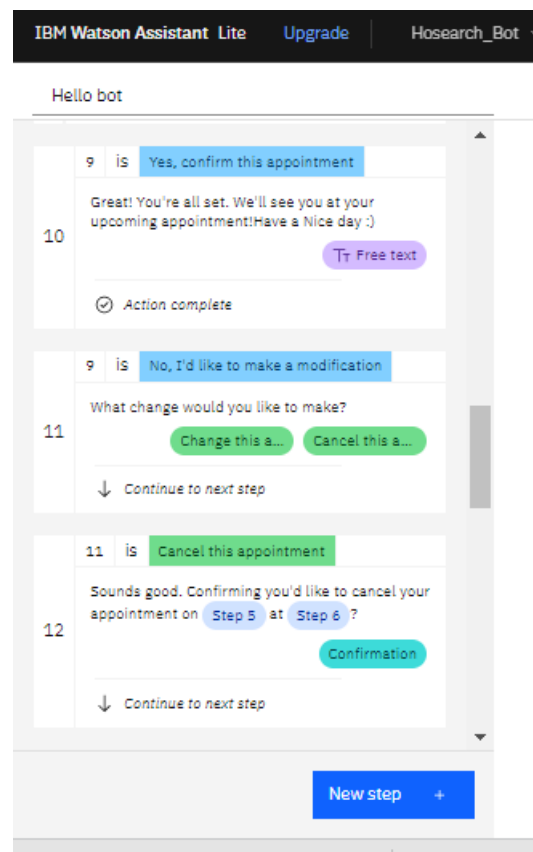 IBM Watson Assistant Lite Upgrade Hosearch_Bot
Hello bot
9 is Yes, confirm this appointment
Great! You're all set. We'll see you at your
upcoming appointment!Have a Nice day :)
10
Free text
Action complete
9 is No, I'd like to make a modification
What change would you like to make?
11
Change this a... Cancel this a...
Continue to next step
11 is Cancel this appointment
Sounds good. Confirming you'd like to cancel your
appointment on Step 5 at Step 6 ?
12
Confirmation
Continue to next step
New step +